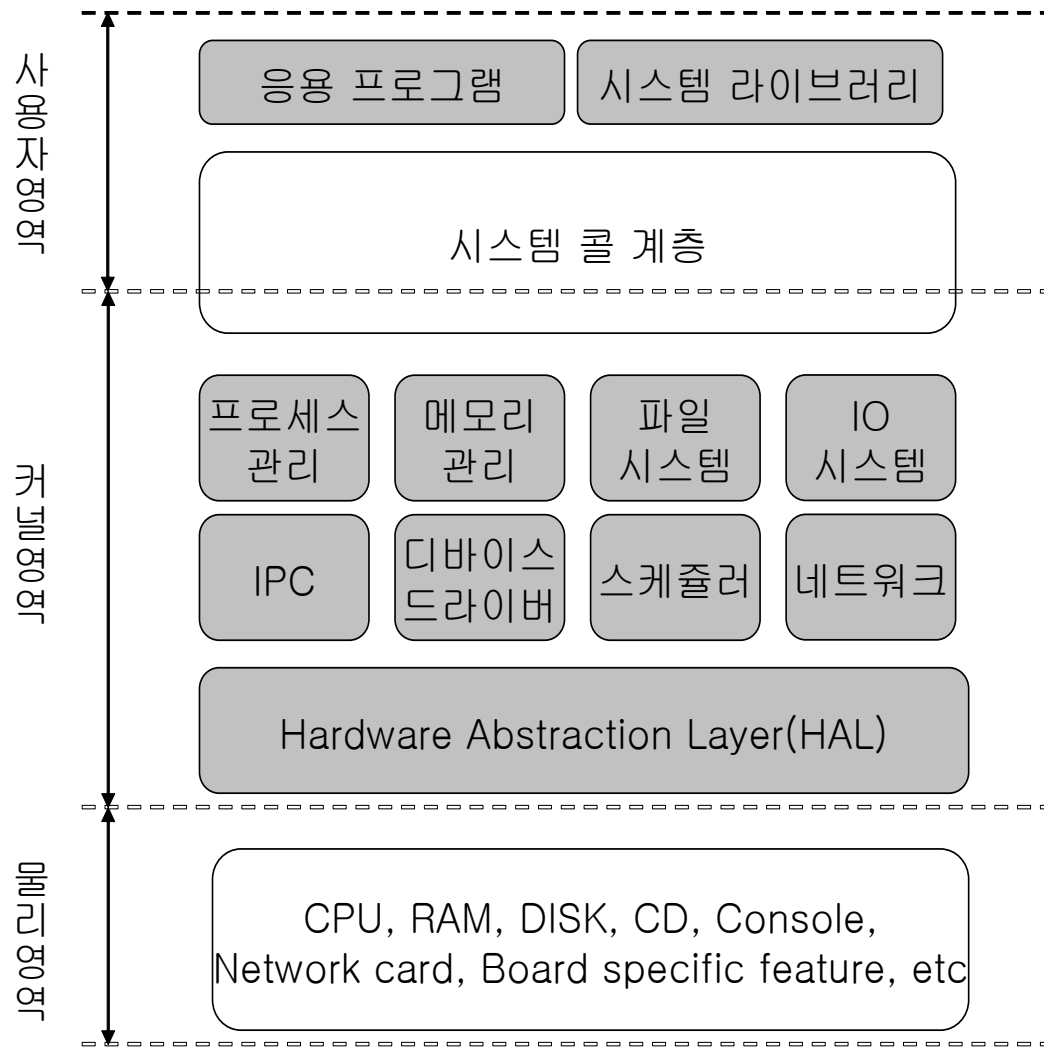 사용자영역
응용 프로그램
시스템 라이브러리
시스템 콜 계층
커널영역
프로세스
관리
메모리
관리
파일
시스템
IO
시스템
IPC
디바이스
드라이버
스케쥴러
네트워크
Hardware Abstraction Layer(HAL)
물리영역
CPU, RAM, DISK, CD, Console,
Network card, Board specific feature, etc